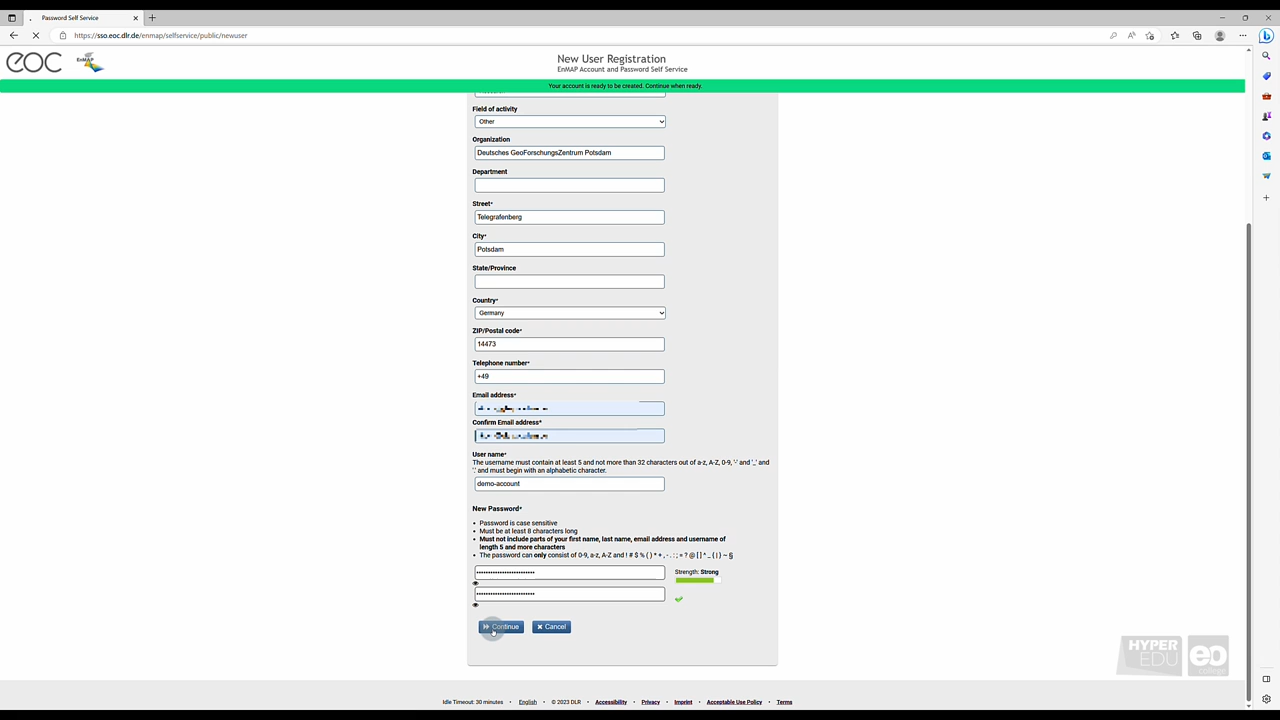 Password Self Service
https://sso.eoc.dlr.de/enmap/selfservice/public/newuser
eoc
EnMAP
New User Registration
EnMAP Account and Password Self Service
Your account is ready to be created. Continue when ready.
Field of activity
Other
Organization
Deutsches GeoForschungsZentrum Potsdam
Department
Street*
Telegrafenberg
City*
Potsdam
State/Province
Country*
Germany
ZIP/Postal code*
14473
Telephone number*
+49
Email address*
Confirm Email address*
User name*
The username must contain at least 5 and not more than 32 characters out of a-z, A-Z, 0-9, '-' and '_' and
'.' and must begin with an alphabetic character.
demo-account
New Password*
• Password is case sensitive
• Must be at least 8 characters long
• Must not include parts of your first name, last name, email address and username of
length 5 and more characters
• The password can only consist of 0-9, a-z, A-Z and ! # $ % ( ) * + , - . : ; = ? @ [ ] ^ _ { | } ~ §
Strength: Strong
Continue
Cancel
HYPER
EDU
eo
college
Idle Timeout: 30 minutes • English • © 2023 DLR • Accessibility • Privacy • Imprint • Acceptable Use Policy • Terms